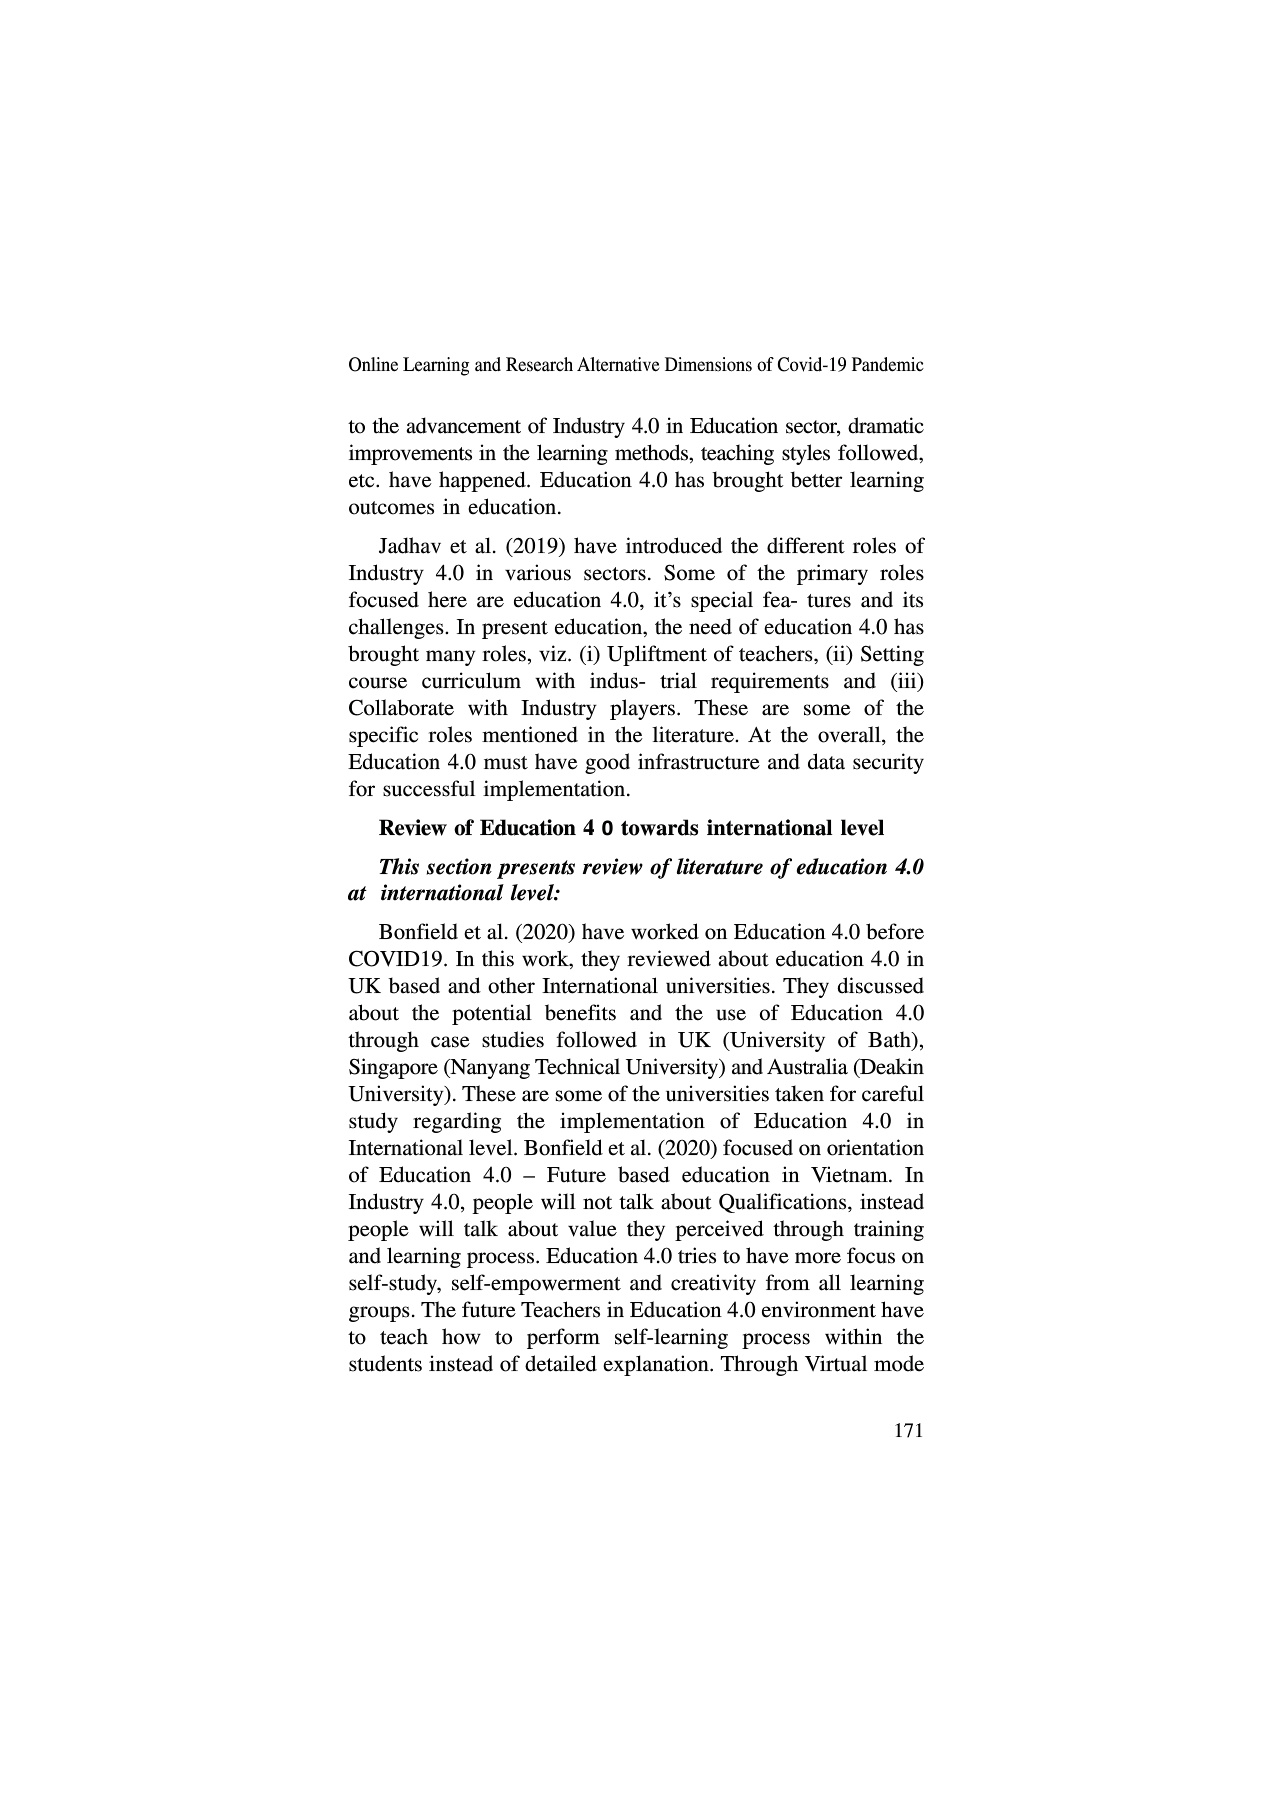 Online Learning and Research Alternative Dimensions of Covid-19 Pandemic
to the advancement of Industry 4.0 in Education sector, dramatic
improvements in the learning methods, teaching styles followed,
etc. have happened. Education 4.0 has brought better learning
outcomes in education.
Jadhav et al. (2019) have introduced the different roles of
Industry 4.0 in various sectors. Some of the primary roles
focused here are education 4.0, it's special fea- tures and its
challenges. In present education, the need of education 4.0 has
brought many roles, viz. (i) Upliftment of teachers, (ii) Setting
course curriculum with indus- trial requirements and (iii)
Collaborate with Industry players. These are some of the
specific roles mentioned in the literature. At the overall, the
Education 4.0 must have good infrastructure and data security
for successful implementation.
Review of Education 4 0 towards international level
This section presents review of literature of education 4.0
at international level:
Bonfield et al. (2020) have worked on Education 4.0 before
COVID19. In this work, they reviewed about education 4.0 in
UK based and other International universities. They discussed
about the potential benefits and the use of Education 4.0
through case studies followed in UK (University of Bath),
Singapore (Nanyang Technical University) and Australia (Deakin
University). These are some of the universities taken for careful
study regarding the implementation of Education 4.0 in
International level. Bonfield et al. (2020) focused on orientation
of Education 4.0 – Future based education in Vietnam. In
Industry 4.0, people will not talk about Qualifications, instead
people will talk about value they perceived through training
and learning process. Education 4.0 tries to have more focus on
self-study, self-empowerment and creativity from all learning
groups. The future Teachers in Education 4.0 environment have
to teach how to perform self-learning process within the
students instead of detailed explanation. Through Virtual mode
171